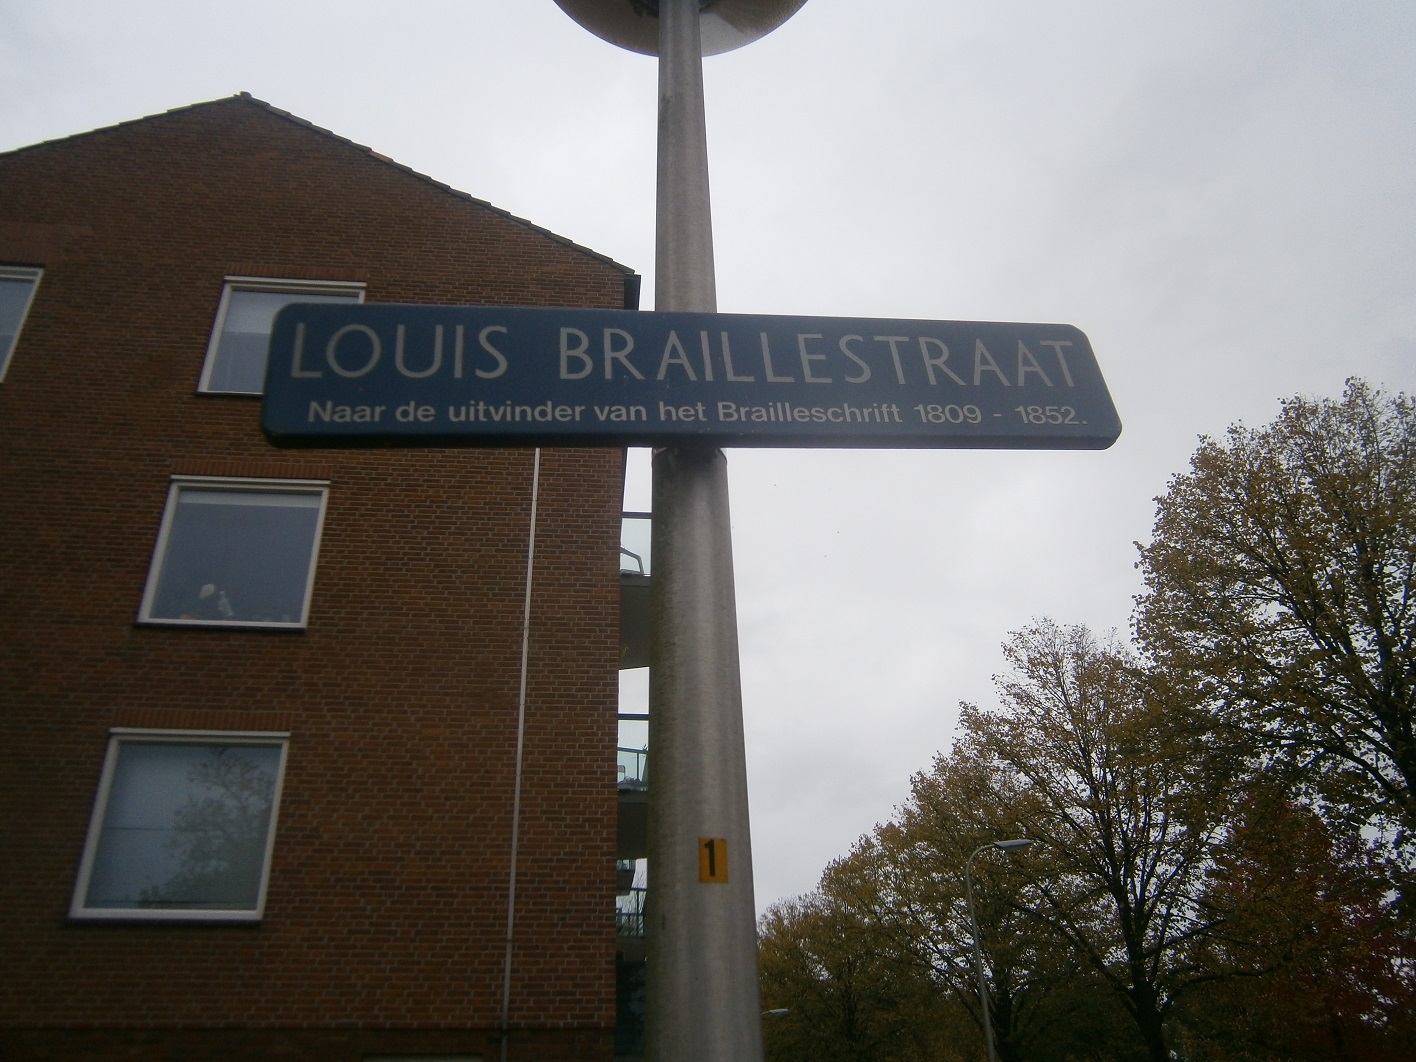 LOUIS BRAILLESTRAAT
Naar de uitvinder van het Brailleschrift 1809 - 1852.
1